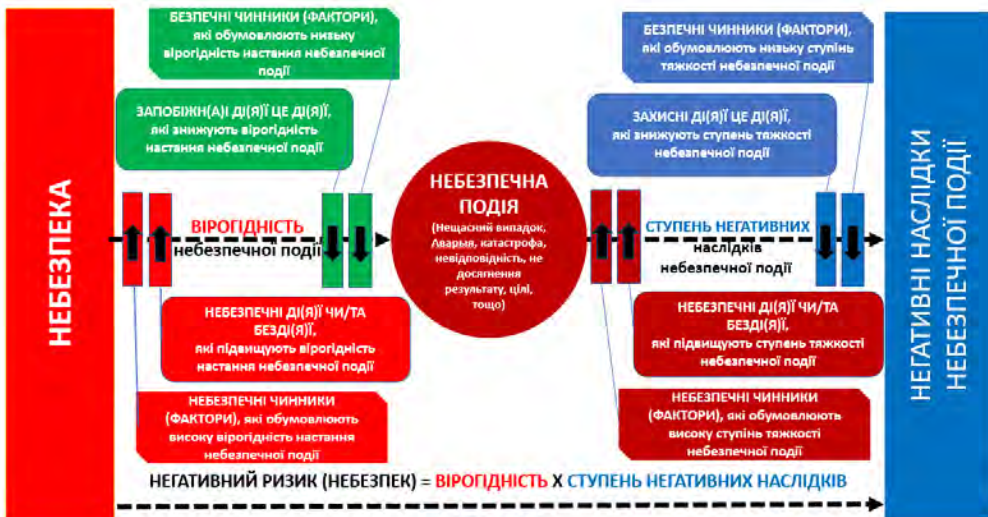 НЕБЕЗПЕКА
БЕЗПЕЧНІ ЧИННИКИ (ФАКТОРИ),
які обумовлюють низьку
вірогідність настання небезпечної
події
ЗАПОБІЖН(А)І ДІ(Я)Ї ЦЕ ДІ(Я)Ї,
які знижують вірогідність
настання небезпечної події
ВІРОГІДНІСТЬ
небезпечної події
НЕБЕЗПЕЧНІ ДІ(Я)Ї ЧИ/ТА
БЕЗДІ(Я)Ї,
які підвищують вірогідність
настання небезпечної події
НЕБЕЗПЕЧНІ ЧИННИКИ
(ФАКТОРИ), які обумовлюють
високу вірогідність настання
небезпечної події
НЕБЕЗПЕЧНА
ПОДІЯ
(Нещасний випадок,
Аварыя, катастрофа,
невідповідність, не
досягнення
результату, цілі,
тощо)
БЕЗПЕЧНІ ЧИННИКИ (ФАКТОРИ),
які обумовлюють низьку ступінь
тяжкості небезпечної події
ЗАХИСНІ ДІ(Я)Ї ЦЕ ДІ(Я)Ї,
які знижують ступень тяжкості
небезпечної події
СТУПЕНЬ НЕГАТИВНИХ
наслідків
небезпечної події
НЕБЕЗПЕЧНІ ДІ(Я)Ї ЧИ/ТА
БЕЗДІ(Я)Ї,
які підвищують ступень тяжкості
небезпечної події
НЕБЕЗПЕЧНІ ЧИННИКИ
(ФАКТОРИ), які обумовлюють
високу ступінь тяжкості
небезпечної події
НЕГАТИВНІ НАСЛІДКИ
НЕБЕЗПЕЧНОЇ ПОДІЇ
НЕГАТИВНИЙ РИЗИК (НЕБЕЗПЕК) = ВІРОГІДНІСТЬ Х СТУПЕНЬ НЕГАТИВНИХ НАСЛІДКІВ